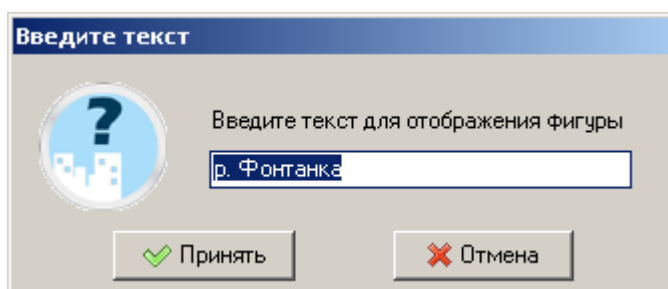 Введите текст
?
Введите текст для отображения фигуры
р. Фонтанка
Принять
Отмена